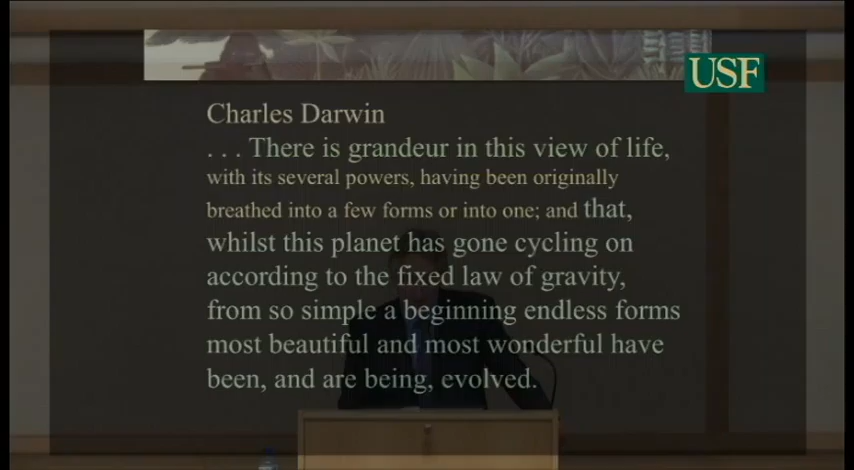 USF
Charles Darwin
. . . There is grandeur in this view of life,
with its several powers, having been originally
breathed into a few forms or into one; and that,
whilst this planet has gone cycling on
according to the fixed law of gravity,
from so simple a beginning endless forms
most beautiful and most wonderful have
been, and are being, evolved.